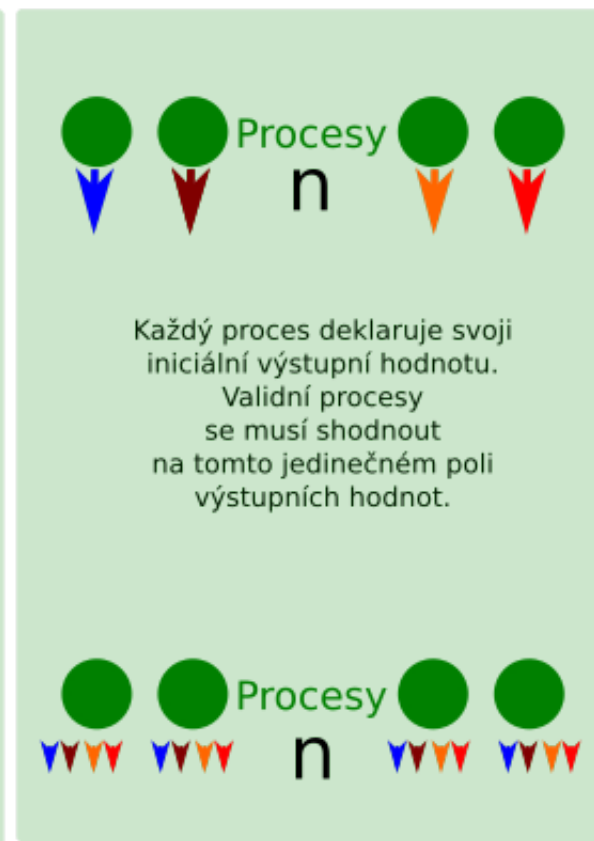 Procesy
n
Každý proces deklaruje svoji
iniciální výstupní hodnotu.
Validní procesy
se musí shodnout
na tomto jedinečném poli
výstupních hodnot.
Procesy
n